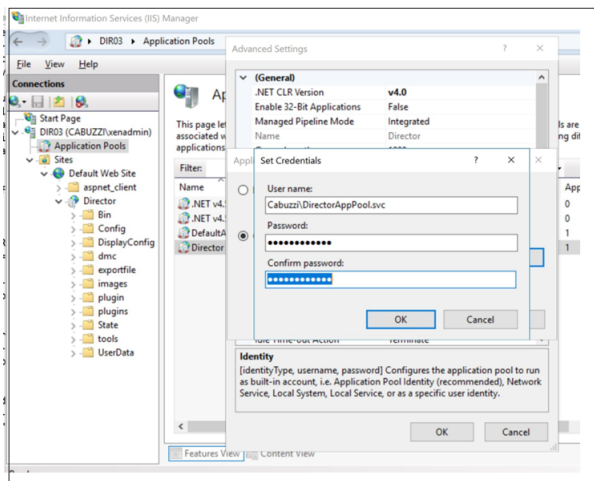 Internet Information Services (IIS) Manager
DIR03
Application Pools
File View Help
Connections
Start Page
DIR03 (CABUZZI\xenadmin)
Application Pools
Sites
Default Web Site
aspnet_client
Director
Bin
Config
DisplayConfig
dmc
exportfile
images
plugin
plugins
State
tools
UserData
This page le
associated w
applications
Filter:
Name
.NET v4.
.NET v4.
DefaultA
Director
Features View
Content View
Advanced Settings
(General)
.NET CLR Version v4.0
Enable 32-Bit Applications False
Managed Pipeline Mode Integrated
Name Director
Set Credentials
User name:
Cabuzzi\DirectorAppPool.svc
Password:
••••••••••••
Confirm password:
••••••••••••
OK Cancel
Identity
[identityType, username, password] Configures the application pool to run
as built-in account, i.e. Application Pool Identity (recommended), Network
Service, Local System, Local Service, or as a specific user identity.
OK Cancel
ls are
ng dif
App
0
0
1
1